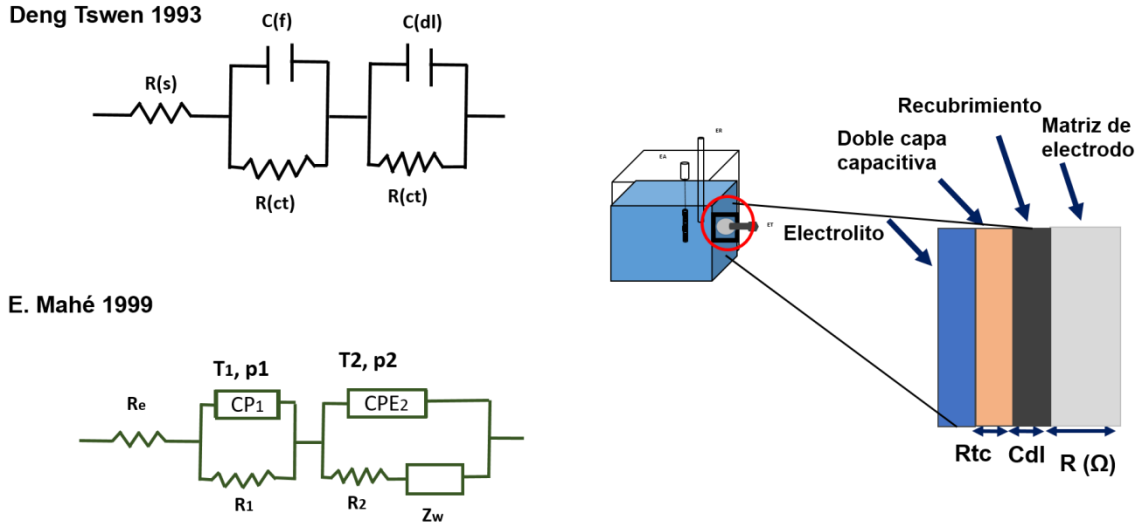 Deng Tswen 1993
C(f)
C(dl)
R(s)
R(ct)
R(ct)
E. Mahé 1999
T1, p1
T2, p2
Re
CP1
CPE2
R1
R2
Zw
Recubrimiento
Matriz de
electrodo
Doble capa
capacitiva
ER
EA
ET
Electrolito
Rtc
Cdl
R (Ω)